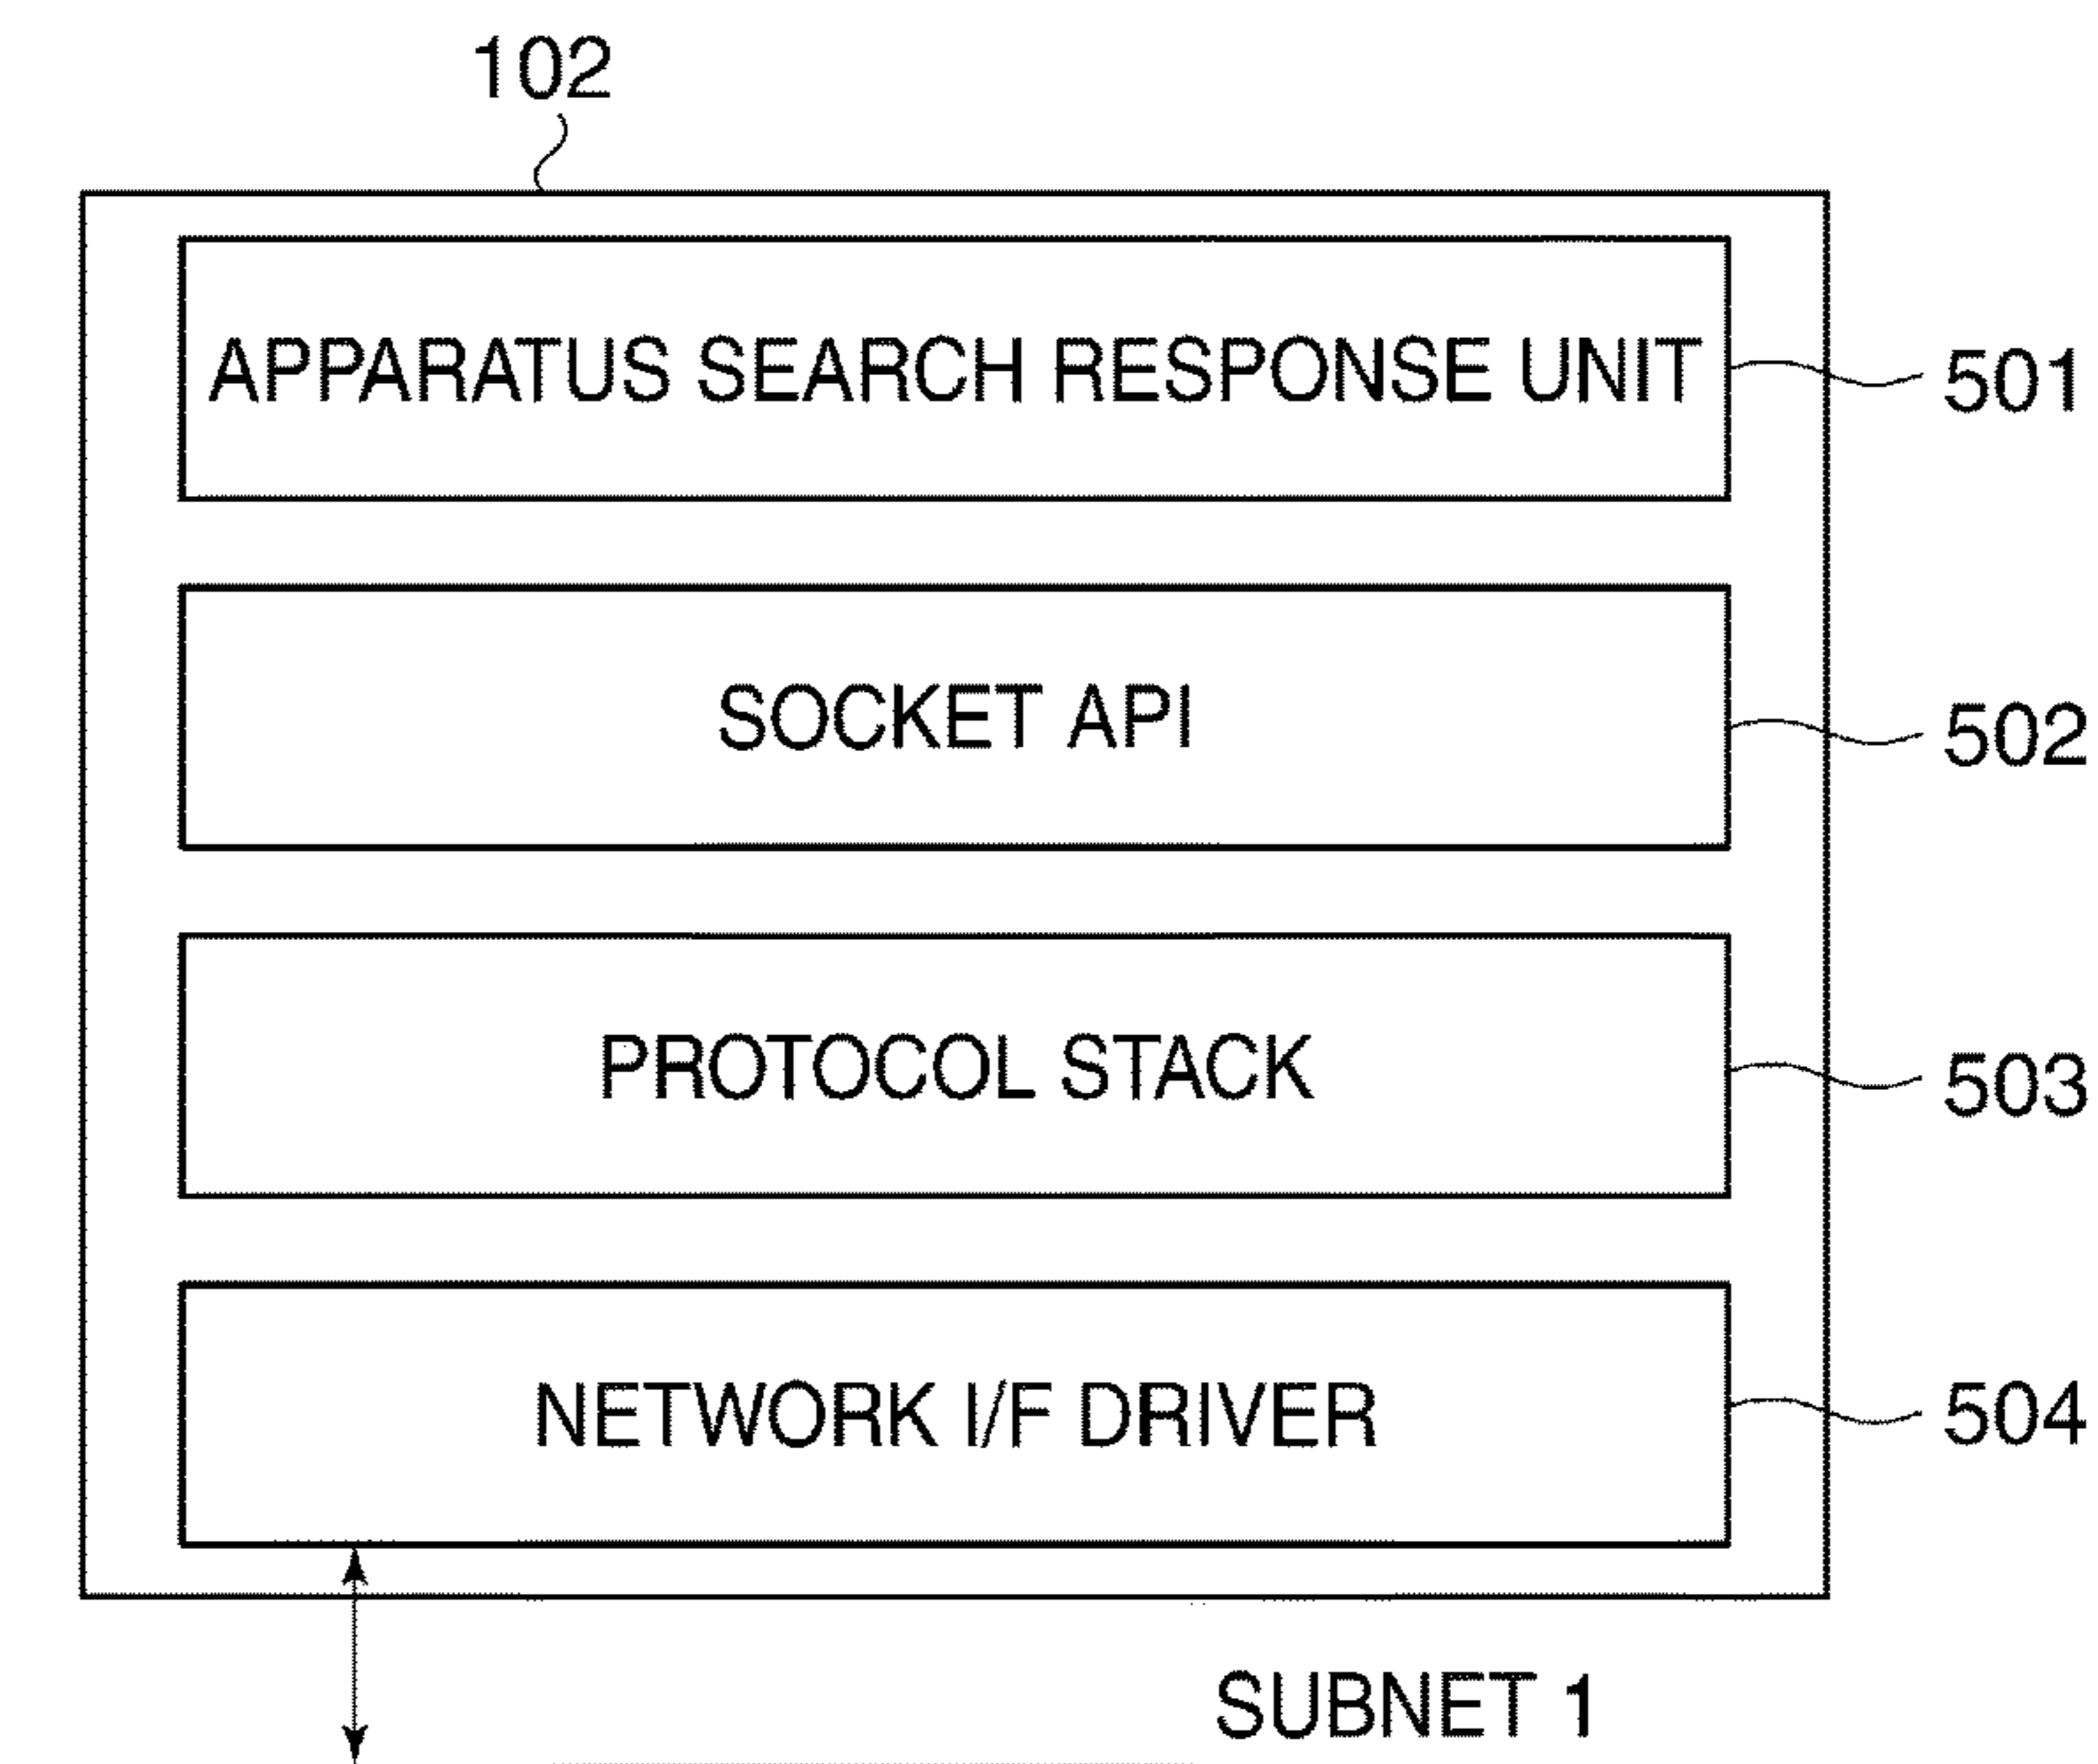 102
APPARATUS SEARCH RESPONSE UNIT
501
SOCKET API
502
PROTOCOL STACK
503
NETWORK I/F DRIVER
504
SUBNET 1